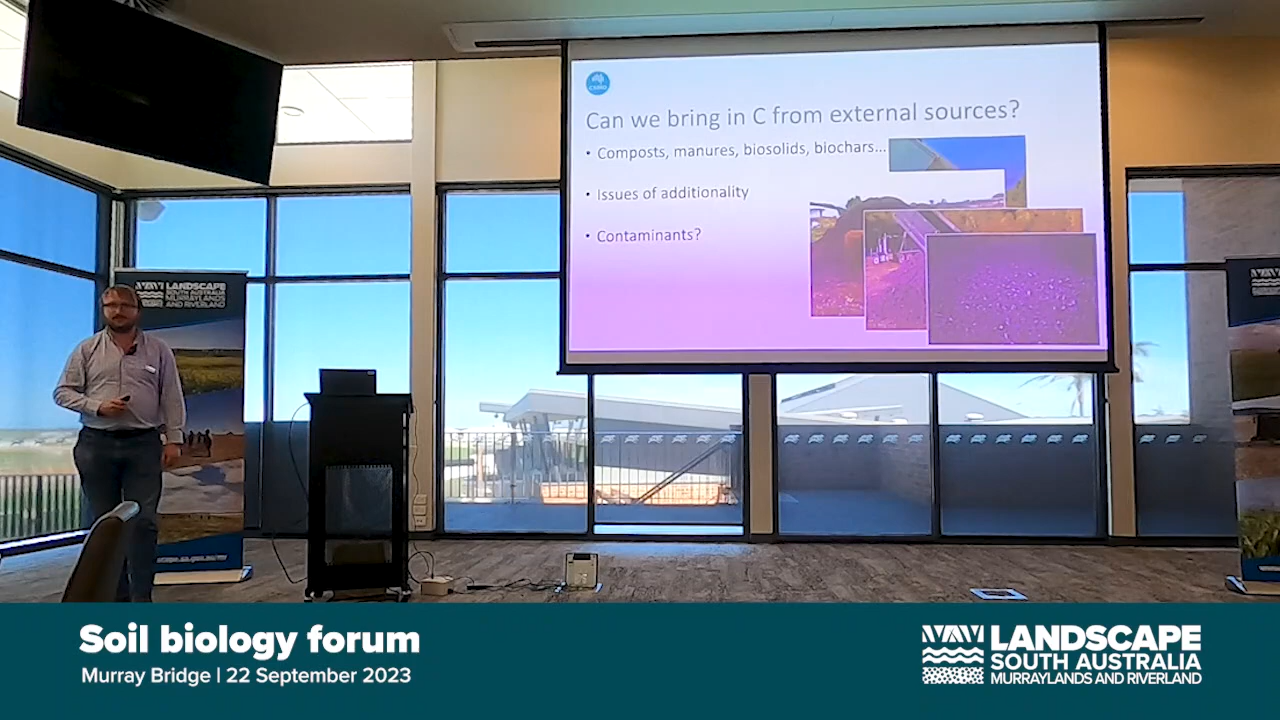 CSIRO
Can we bring in C from external sources?
• Composts, manures, biosolids, biochars...
• Issues of additionality
• Contaminants?
LANDSCAPE
SOUTH AUSTRALIA
MURRAYLANDS
AND RIVERLAND
Soil biology forum
Murray Bridge | 22 September 2023
LANDSCAPE
SOUTH AUSTRALIA
MURRAYLANDS AND RIVERLAND